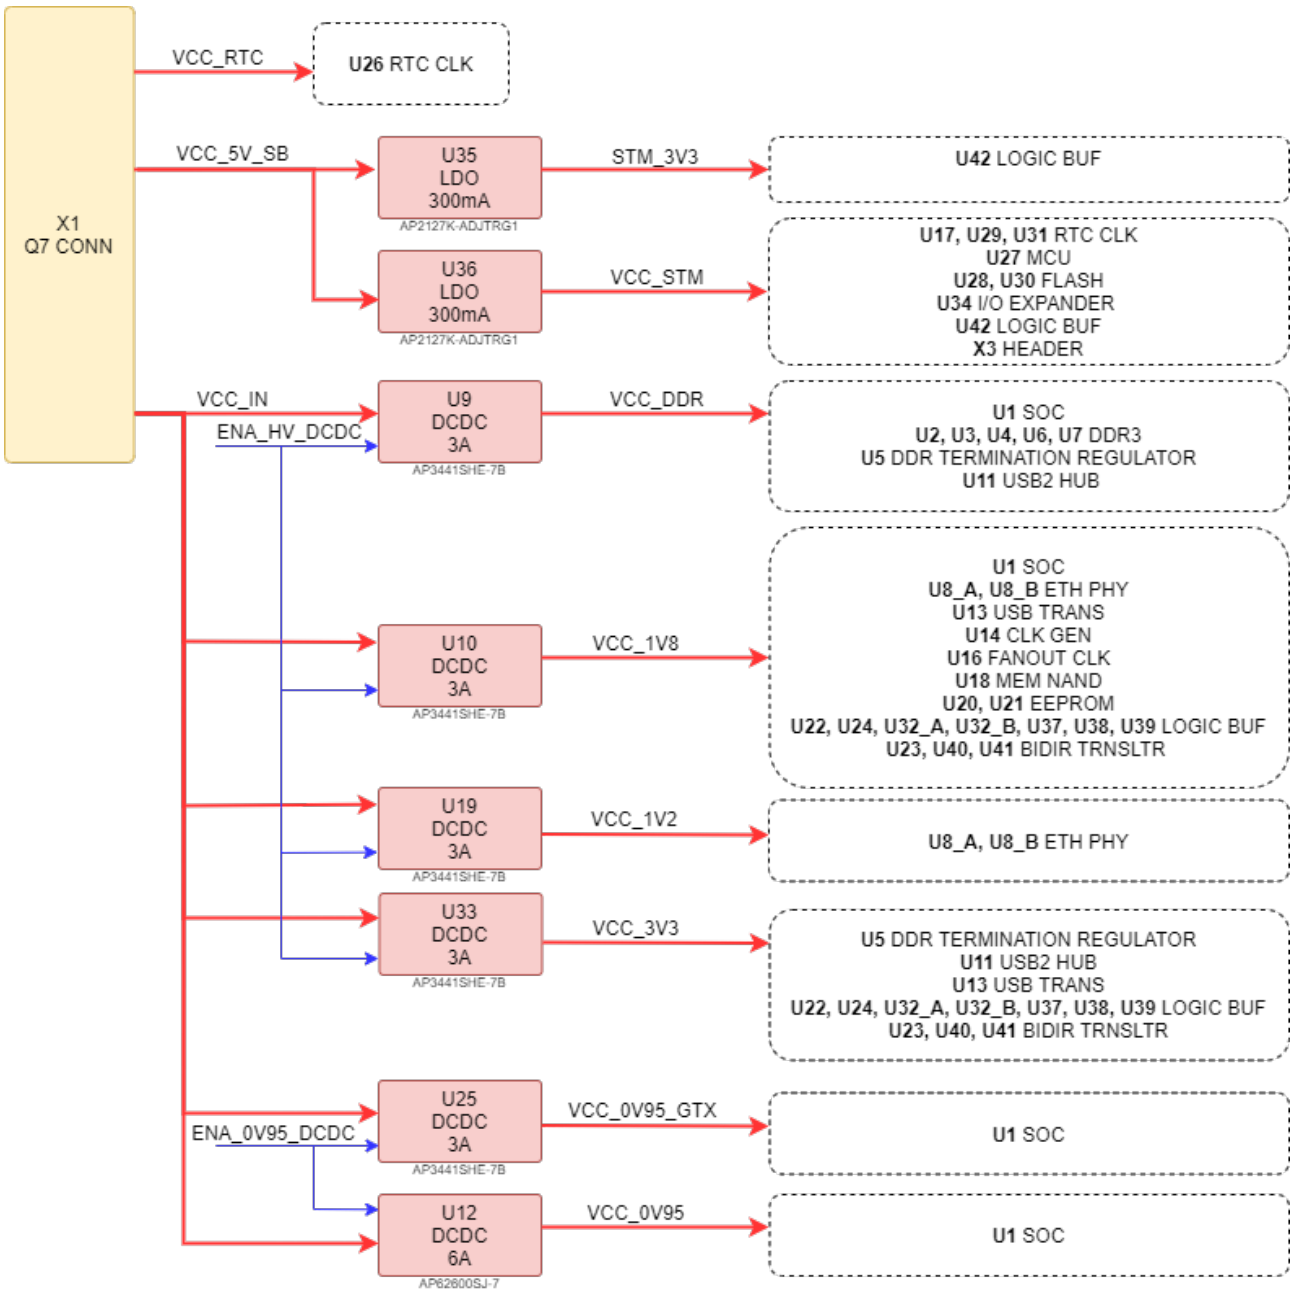 X1
Q7 CONN
VCC_RTC
U26 RTC CLK
VCC_5V_SB
U35
LDO
300mA
AP2127K-ADJTRG1
STM_3V3
U42 LOGIC BUF
U36
LDO
300mA
AP2127K-ADJTRG1
VCC_STM
U17, U29, U31 RTC CLK
U27 MCU
U28, U30 FLASH
U34 I/O EXPANDER
U42 LOGIC BUF
X3 HEADER
VCC_IN
ENA_HV_DCDC
U9
DCDC
3A
AP3441SHE-7B
VCC_DDR
U1 SOC
U2, U3, U4, U6, U7 DDR3
U5 DDR TERMINATION REGULATOR
U11 USB2 HUB
U10
DCDC
3A
AP3441SHE-7B
VCC_1V8
U1 SOC
U8_A, U8_B ETH PHY
U13 USB TRANS
U14 CLK GEN
U16 FANOUT CLK
U18 MEM NAND
U20, U21 EEPROM
U22, U24, U32_A, U32_B, U37, U38, U39 LOGIC BUF
U23, U40, U41 BIDIR TRNSLTR
U19
DCDC
3A
AP3441SHE-7B
VCC_1V2
U8_A, U8_B ETH PHY
U33
DCDC
3A
AP3441SHE-7B
VCC_3V3
U5 DDR TERMINATION REGULATOR
U11 USB2 HUB
U13 USB TRANS
U22, U24, U32_A, U32_B, U37, U38, U39 LOGIC BUF
U23, U40, U41 BIDIR TRNSLTR
ENA_0V95_DCDC
U25
DCDC
3A
AP3441SHE-7B
VCC_0V95_GTX
U1 SOC
U12
DCDC
6A
AP62600SJ-7
VCC_0V95
U1 SOC